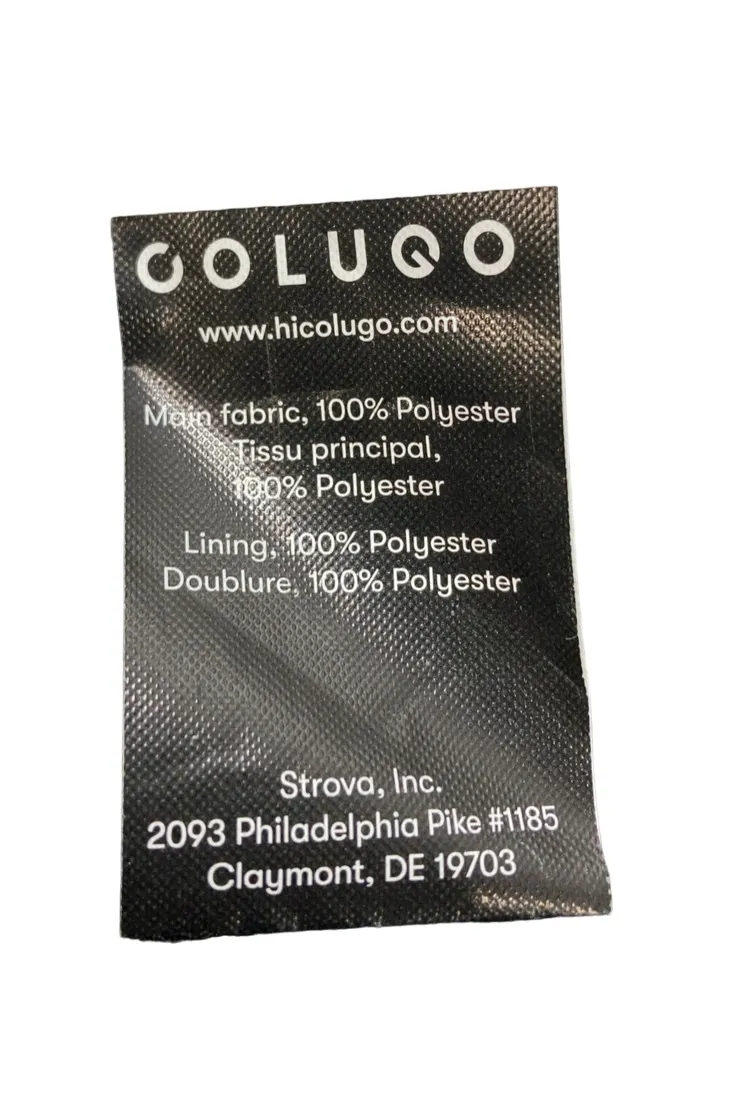 COLUGO
www.hicolugo.com
Main fabric, 100% Polyester
Tissu principal,
100% Polyester
Lining, 100% Polyester
Doublure, 100% Polyester
Strova, Inc.
2093 Philadelphia Pike #1185
Claymont, DE 19703